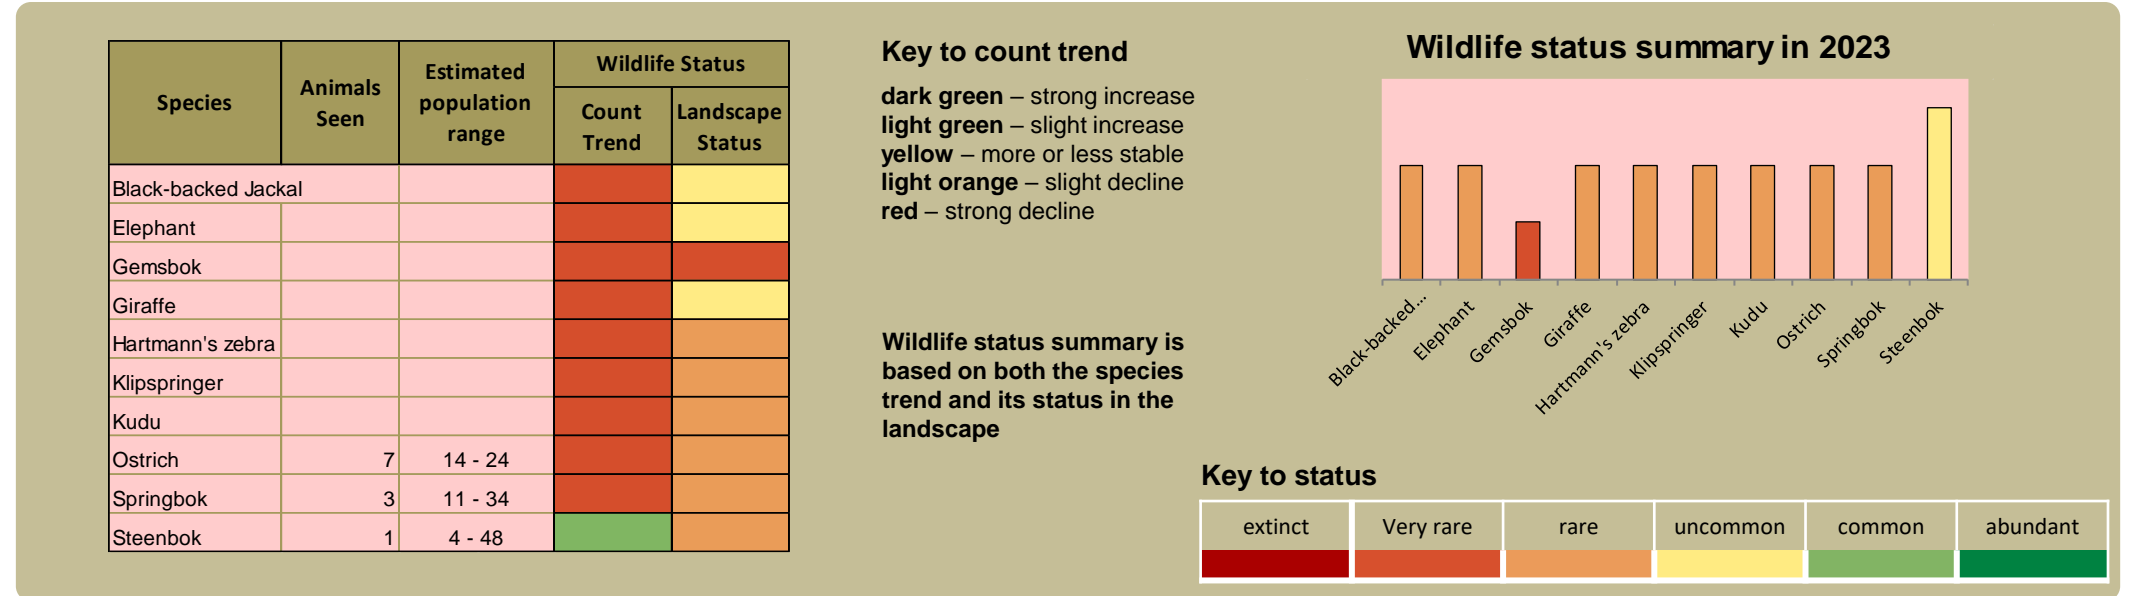 Species
Animals Seen
Estimated population range
Wildlife Status
Count Trend
Landscape Status
Black-backed Jackal
Elephant
Gemsbok
Giraffe
Hartmann's zebra
Klipspringer
Kudu
Ostrich 7 14 - 24
Springbok 3 11 - 34
Steenbok 1 4 - 48
Key to count trend
dark green – strong increase
light green – slight increase
yellow – more or less stable
light orange – slight decline
red – strong decline
Wildlife status summary is
based on both the species
trend and its status in the
landscape
Wildlife status summary in 2023
Black-backed...
Elephant
Gemsbok
Giraffe
Hartmann's zebra
Klipspringer
Kudu
Ostrich
Springbok
Steenbok
Key to status
extinct Very rare rare uncommon common abundant